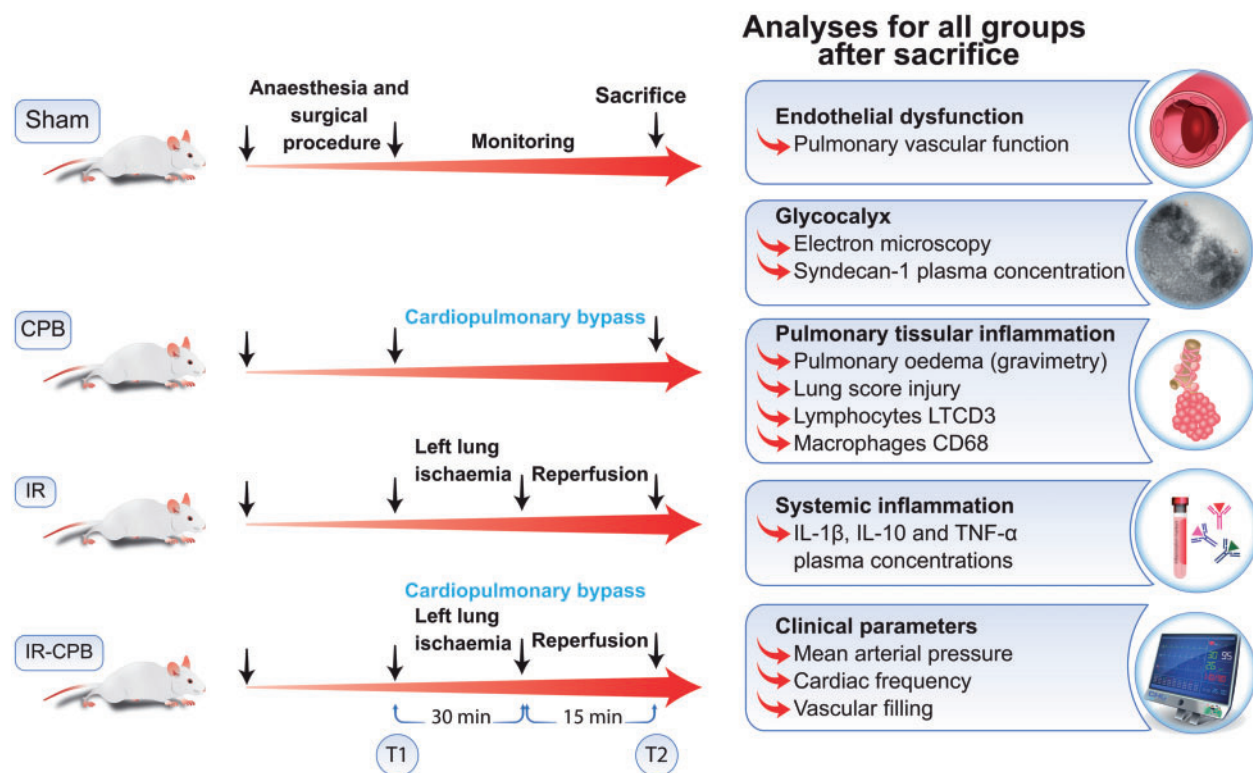 Analyses for all groups
after sacrifice
Sham
Anaesthesia and
surgical
procedure
Monitoring
Sacrifice
CPB
Cardiopulmonary bypass
IR
Left lung
ischaemia
Reperfusion
IR-CPB
Cardiopulmonary bypass
Left lung
ischaemia
Reperfusion
30 min
15 min
T1
T2
Endothelial dysfunction
Pulmonary vascular function
Glycocalyx
Electron microscopy
Syndecan-1 plasma concentration
Pulmonary tissular inflammation
Pulmonary oedema (gravimetry)
Lung score injury
Lymphocytes LTCD3
Macrophages CD68
Systemic inflammation
IL-1β, IL-10 and TNF-α
plasma concentrations
Clinical parameters
Mean arterial pressure
Cardiac frequency
Vascular filling